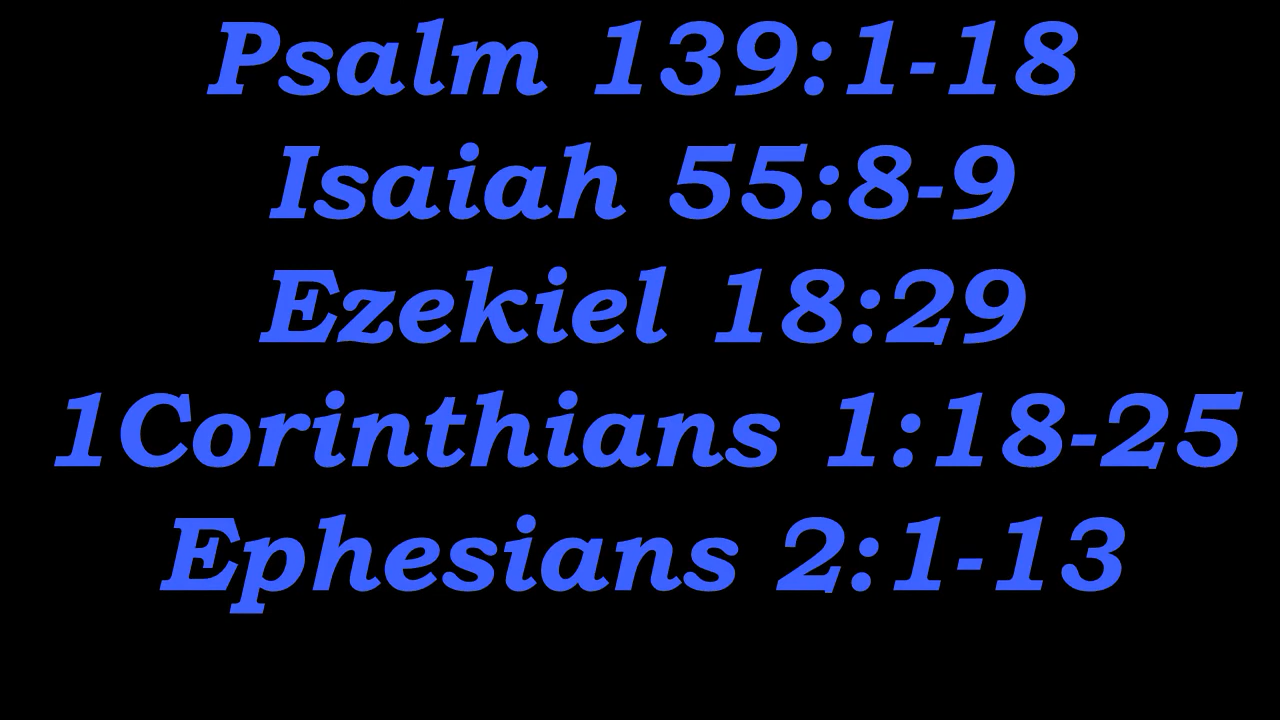 Psalm 139:1-18
Isaiah 55:8-9
Ezekiel 18:29
1Corinthians 1:18-25
Ephesians 2:1-13